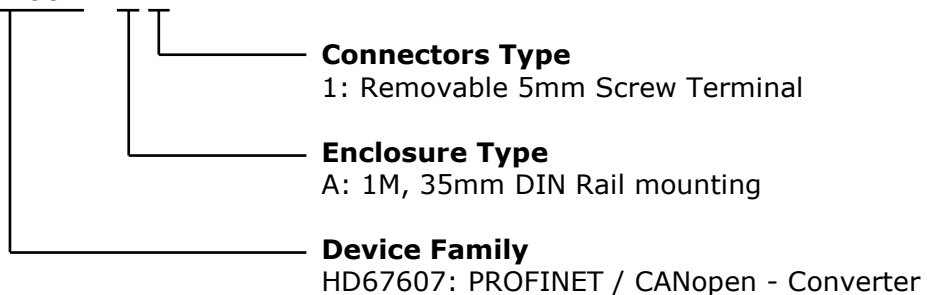 Connectors Type
1: Removable 5mm Screw Terminal
Enclosure Type
A: 1M, 35mm DIN Rail mounting
Device Family
HD67607: PROFINET / CANopen - Converter